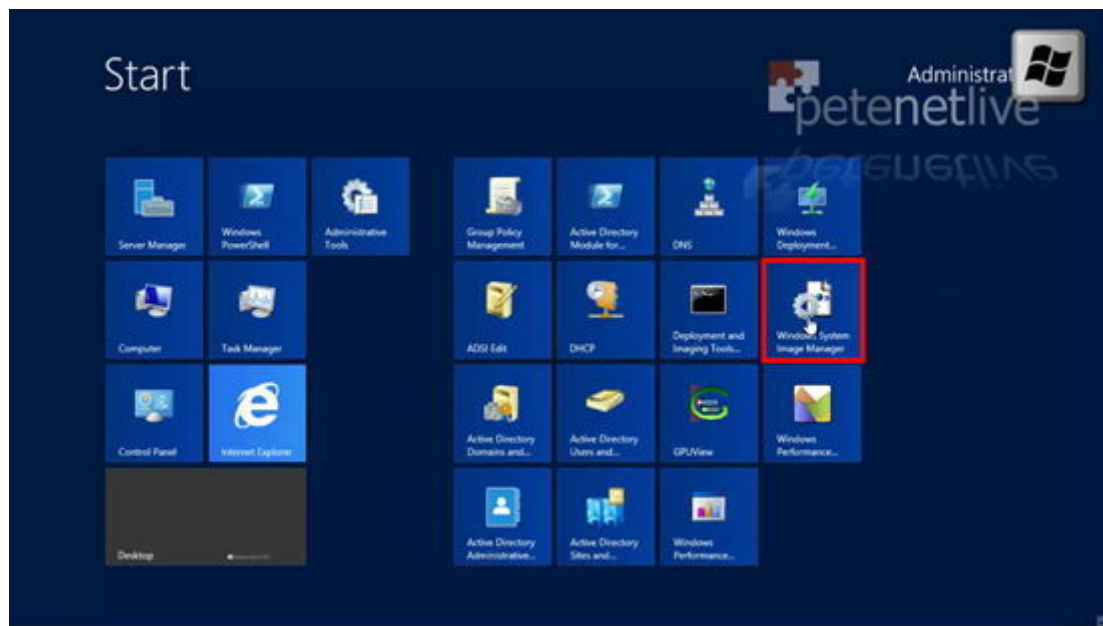 Start
Administrat
petenetlive
Server Manager
Windows
PowerShell
Administrative
Tools
Group Policy
Management
Active Directory
Module for...
DNS
Windows
Deployment...
Computer
Task Manager
ADSI Edit
DHCP
Deployment and
Imaging Tools...
Windows System
Image Manager
Control Panel
Internet Explorer
Active Directory
Domains and...
Active Directory
Users and...
GPUView
Windows
Performance...
Desktop
Active Directory
Administrative...
Active Directory
Sites and...
Windows
Performance...